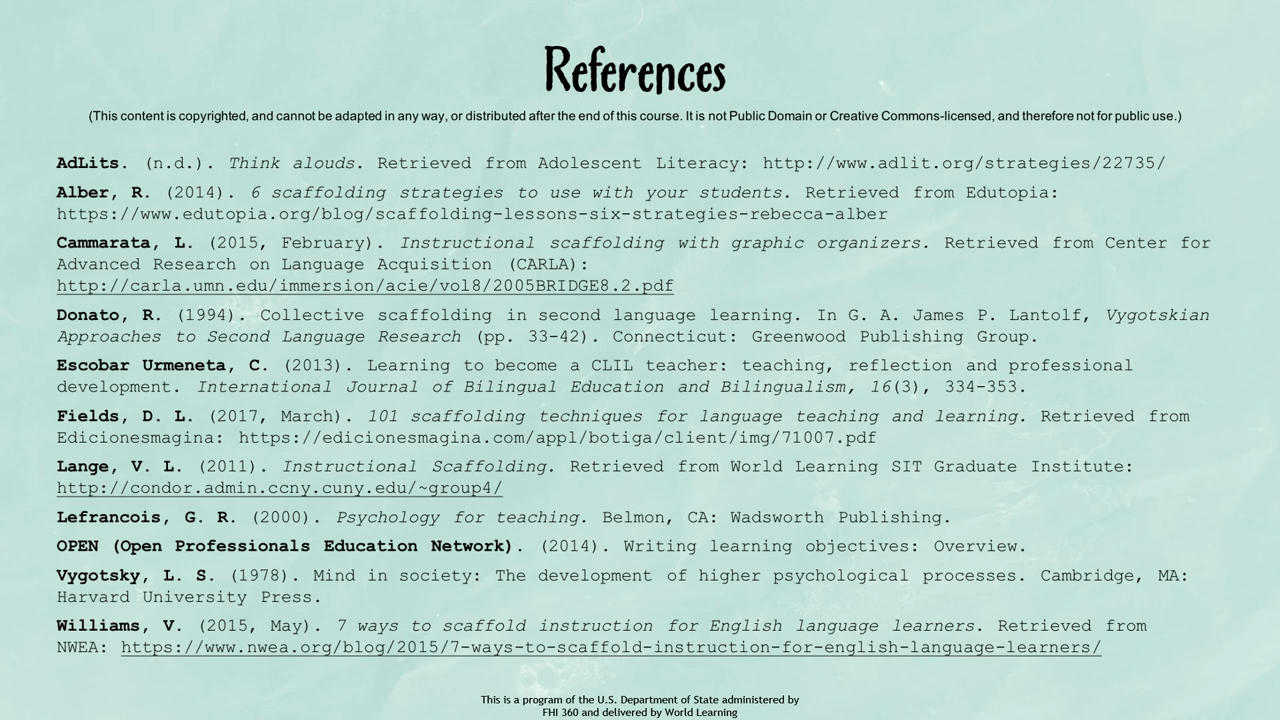 References
(This content is copyrighted, and cannot be adapted in any way, or distributed after the end of this course. It is not Public Domain or Creative Commons-licensed, and therefore not for public use.)
AdLits. (n.d.). Think alouds. Retrieved from Adolescent Literacy: http://www.adlit.org/strategies/22735/
Alber, R. (2014). 6 scaffolding strategies to use with your students. Retrieved from Edutopia:
https://www.edutopia.org/blog/scaffolding-lessons-six-strategies-rebecca-alber
Cammarata, L. (2015, February). Instructional scaffolding with graphic organizers. Retrieved from Center for
Advanced Research on Language Acquisition (CARLA):
http://carla.umn.edu/immersion/acie/vol8/2005BRIDGE8.2.pdf
Donato, R. (1994). Collective scaffolding in second language learning. In G. A. James P. Lantolf, Vygotskian
Approaches to Second Language Research (pp. 33-42). Connecticut: Greenwood Publishing Group.
Escobar Urmeneta, C. (2013). Learning to become a CLIL teacher: teaching, reflection and professional
development. International Journal of Bilingual Education and Bilingualism, 16(3), 334-353.
Fields, D. L. (2017, March). 101 scaffolding techniques for language teaching and learning. Retrieved from
Edicionesmagina: https://edicionesmagina.com/appl/botiga/client/img/71007.pdf
Lange, V. L. (2011). Instructional Scaffolding. Retrieved from World Learning SIT Graduate Institute:
http://condor.admin.ccny.cuny.edu/~group4/
Lefrancois, G. R. (2000). Psychology for teaching. Belmon, CA: Wadsworth Publishing.
OPEN (Open Professionals Education Network). (2014). Writing learning objectives: Overview.
Vygotsky, L. S. (1978). Mind in society: The development of higher psychological processes. Cambridge, MA:
Harvard University Press.
Williams, V. (2015, May). 7 ways to scaffold instruction for English language learners. Retrieved from
NWEA: https://www.nwea.org/blog/2015/7-ways-to-scaffold-instruction-for-english-language-learners/
This is a program of the U.S. Department of State administered by
FHI 360 and delivered by World Learning